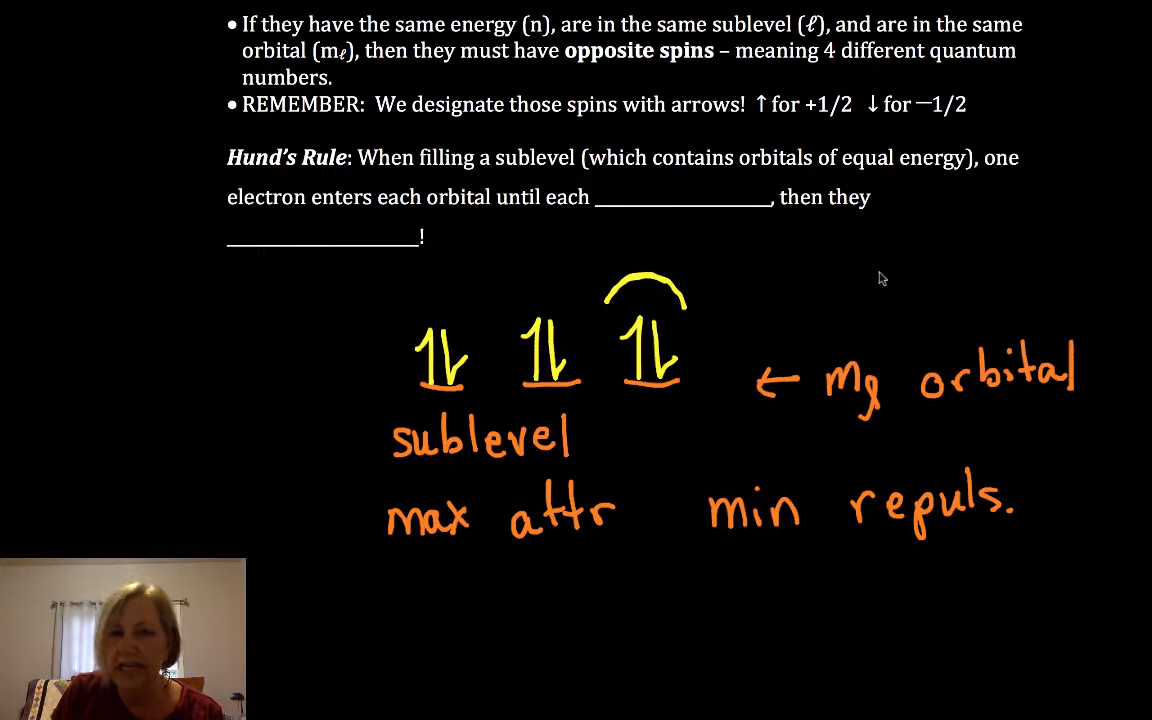 • If they have the same energy (n), are in the same sublevel (ℓ), and are in the same
orbital (mℓ), then they must have opposite spins – meaning 4 different quantum
numbers.
• REMEMBER: We designate those spins with arrows! ↑ for +1/2 ↓ for —1/2
Hund's Rule: When filling a sublevel (which contains orbitals of equal energy), one
electron enters each orbital until each __________________, then they
____________________!
↑↓ ↑↓ ↑↓ ← mℓ orbital
sublevel
max attr min repuls.